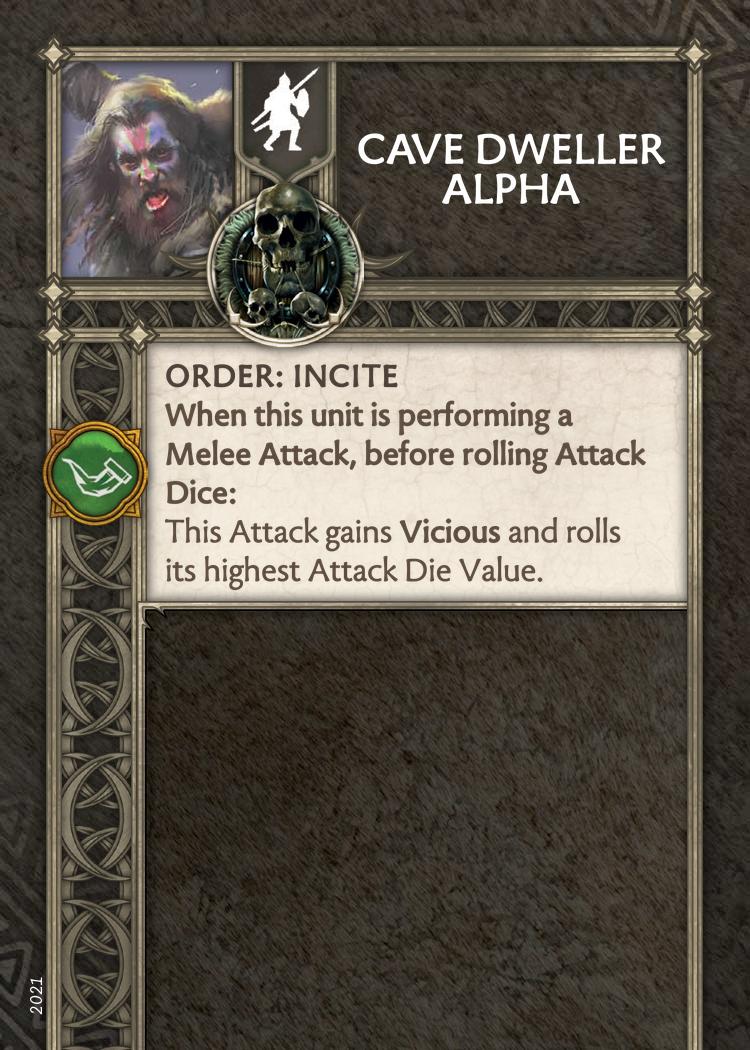 CAVE DWELLER
ALPHA
ORDER: INCITE
When this unit is performing a
Melee Attack, before rolling Attack
Dice:
This Attack gains Vicious and rolls
its highest Attack Die Value.
2021